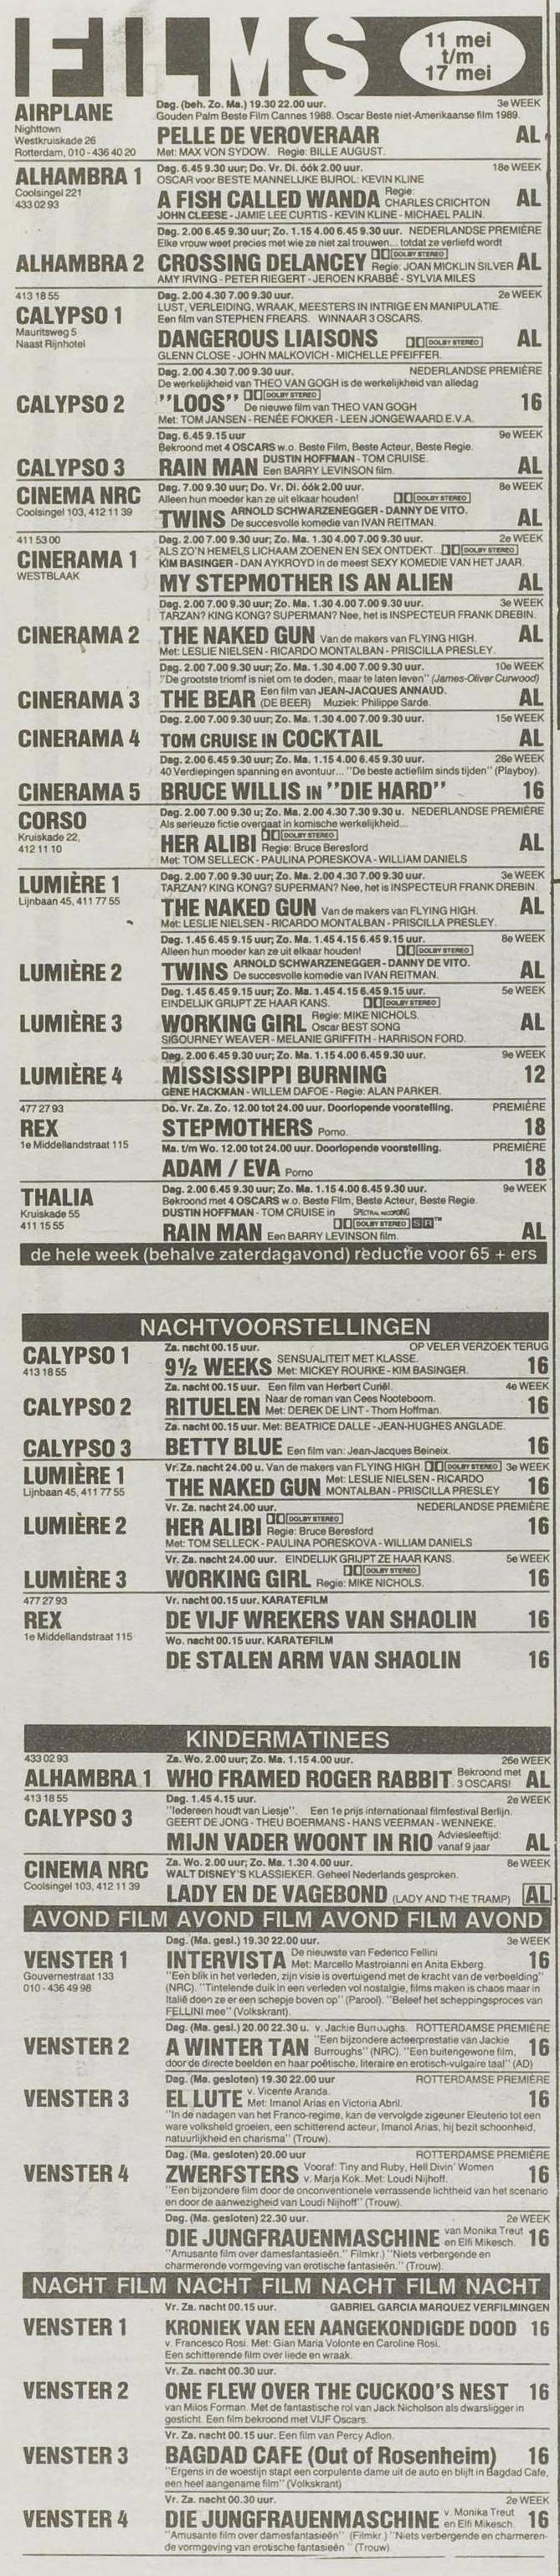 FILMS
11 mei
t/m
17 mei
AIRPLANE
Nighttown
Westkruiskade 26
Rotterdam, 010 - 436 40 20
Dag. (beh. Zo. Ma.) 19.30 22.00 uur. 3e WEEK
Gouden Palm Beste Film Cannes 1988. Oscar Beste niet-Amerikaanse film 1989.
PELLE DE VEROVERAAR AL
Met: MAX VON SYDOW. Regie: BILLE AUGUST.
ALHAMBRA 1
Coolsingel 221
433 02 93
Dag. 6.45 9.30 uur; Do. Vr. Di. óók 2.00 uur. 18e WEEK
OSCAR voor BESTE MANNELIJKE BIJROL: KEVIN KLINE
A FISH CALLED WANDA Regie: CHARLES CRICHTON AL
JOHN CLEESE - JAMIE LEE CURTIS - KEVIN KLINE - MICHAEL PALIN.
Dag. 2.00 6.45 9.30 uur; Zo. 1.15 4.00 6.45 9.30 uur. NEDERLANDSE PREMIÈRE
Elke vrouw weet precies met wie ze niet zal trouwen... totdat ze verliefd wordt
ALHAMBRA 2 CROSSING DELANCEY DOLBY STEREO Regie: JOAN MICKLIN SILVER AL
AMY IRVING - PETER RIEGERT - JEROEN KRABBÉ - SYLVIA MILES
413 18 55
CALYPSO 1
Mauritsweg 5
Naast Rijnhotel
Dag. 2.00 4.30 7.00 9.30 uur. 2e WEEK
LUST, VERLEIDING, WRAAK, MEESTERS IN INTRIGE EN MANIPULATIE.
Een film van STEPHEN FREARS. WINNAAR 3 OSCARS.
DANGEROUS LIAISONS DOLBY STEREO AL
GLENN CLOSE - JOHN MALKOVICH - MICHELLE PFEIFFER.
Dag. 2.00 4.30 7.00 9.30 uur. NEDERLANDSE PREMIÈRE
De werkelijkheid van THEO VAN GOGH is de werkelijkheid van alledag
CALYPSO 2 "LOOS" DOLBY STEREO De nieuwe film van THEO VAN GOGH 16
Met: TOM JANSEN - RENÉE FOKKER - LEEN JONGEWAARD E.V.A.
Dag. 6.45 9.15 uur 9e WEEK
Bekroond met 4 OSCARS w.o. Beste Film, Beste Acteur, Beste Regie.
CALYPSO 3 RAIN MAN DUSTIN HOFFMAN - TOM CRUISE. Een BARRY LEVINSON film. AL
CINEMA NRC
Coolsingel 103, 412 11 39
Dag. 7.00 9.30 uur; Do. Vr. Di. óók 2.00 uur. 8e WEEK
Alleen hun moeder kan ze uit elkaar houden! DOLBY STEREO
TWINS ARNOLD SCHWARZENEGGER - DANNY DE VITO. De succesvolle komedie van IVAN REITMAN. AL
411 53 00
CINERAMA 1
WESTBLAAK
Dag. 2.00 7.00 9.30 uur; Zo. Ma. 1.30 4.00 7.00 9.30 uur. 2e WEEK
ALS ZO'N HEMELS LICHAAM ZOENEN EN SEX ONTDEKT... DOLBY STEREO
KIM BASINGER - DAN AYKROYD in de meest SEXY KOMEDIE VAN HET JAAR.
MY STEPMOTHER IS AN ALIEN AL
Dag. 2.00 7.00 9.30 uur; Zo. Ma. 1.30 4.00 7.00 9.30 uur. 3e WEEK
TARZAN? KING KONG? SUPERMAN? Nee, het is INSPECTEUR FRANK DREBIN.
CINERAMA 2 THE NAKED GUN Van de makers van FLYING HIGH. AL
Met: LESLIE NIELSEN - RICARDO MONTALBAN - PRISCILLA PRESLEY.
Dag. 2.00 7.00 9.30 uur; Zo. Ma. 1.30 4.00 7.00 9.30 uur. 10e WEEK
"De grootste triomf is niet om te doden, maar te laten leven" (James-Oliver Curwood)
CINERAMA 3 THE BEAR (DE BEER) Een film van JEAN-JACQUES ANNAUD. Muziek: Philippe Sarde. AL
Dag. 2.00 7.00 9.30 uur; Zo. Ma. 1.30 4.00 7.00 9.30 uur. 15e WEEK
CINERAMA 4 TOM CRUISE IN COCKTAIL AL
Dag. 2.00 6.45 9.30 uur; Zo. Ma. 1.15 4.00 6.45 9.30 uur. 28e WEEK
40 Verdiepingen spanning en avontuur... "De beste actiefilm sinds tijden" (Playboy).
CINERAMA 5 BRUCE WILLIS IN "DIE HARD" 16
CORSO
Kruiskade 22,
412 11 10
Dag. 2.00 7.00 9.30 u; Zo. Ma. 2.00 4.30 7.30 9.30 u. NEDERLANDSE PREMIÈRE
Als serieuze fictie overgaat in komische werkelijkheid...
HER ALIBI DOLBY STEREO Regie: Bruce Beresford AL
Met: TOM SELLECK - PAULINA PORESKOVA - WILLIAM DANIELS
LUMIÈRE 1
Lijnbaan 45, 411 77 55
Dag. 2.00 7.00 9.30 uur; Zo. Ma. 2.00 4.30 7.00 9.30 uur. 3e WEEK
TARZAN? KING KONG? SUPERMAN? Nee, het is INSPECTEUR FRANK DREBIN.
THE NAKED GUN Van de makers van FLYING HIGH. AL
Met: LESLIE NIELSEN - RICARDO MONTALBAN - PRISCILLA PRESLEY.
Dag. 1.45 6.45 9.15 uur; Zo. Ma. 1.45 4.15 6.45 9.15 uur. 8e WEEK
Alleen hun moeder kan ze uit elkaar houden! DOLBY STEREO
LUMIÈRE 2 TWINS ARNOLD SCHWARZENEGGER - DANNY DE VITO. De succesvolle komedie van IVAN REITMAN. AL
Dag. 1.45 6.45 9.15 uur; Zo. Ma. 1.45 4.15 6.45 9.15 uur. 5e WEEK
EINDELIJK GRIJPT ZE HAAR KANS. DOLBY STEREO
LUMIÈRE 3 WORKING GIRL Regie: MIKE NICHOLS. Oscar BEST SONG AL
SIGOURNEY WEAVER - MELANIE GRIFFITH - HARRISON FORD.
Dag. 2.00 6.45 9.30 uur; Zo. Ma. 1.15 4.00 6.45 9.30 uur. 9e WEEK
LUMIÈRE 4 MISSISSIPPI BURNING 12
GENE HACKMAN - WILLEM DAFOE - Regie: ALAN PARKER.
477 27 93
REX
1e Middellandstraat 115
Do. Vr. Za. Zo. 12.00 tot 24.00 uur. Doorlopende voorstelling. PREMIÈRE
STEPMOTHERS Porno. 18
Ma. t/m Wo. 12.00 tot 24.00 uur. Doorlopende voorstelling. PREMIÈRE
ADAM / EVA Porno 18
THALIA
Kruiskade 55
411 15 55
Dag. 2.00 6.45 9.30 uur; Zo. Ma. 1.15 4.00 6.45 9.30 uur. 9e WEEK
Bekroond met 4 OSCARS w.o. Beste Film, Beste Acteur, Beste Regie.
DUSTIN HOFFMAN - TOM CRUISE in SPECTRAL RECORDING
RAIN MAN Een BARRY LEVINSON film. DOLBY STEREO SR™ AL
de hele week (behalve zaterdagavond) reductie voor 65 + ers
NACHTVOORSTELLINGEN
CALYPSO 1
413 18 55
Za. nacht 00.15 uur. OP VELER VERZOEK TERUG
9½ WEEKS SENSUALITEIT MET KLASSE. Met: MICKEY ROURKE - KIM BASINGER. 16
Za. nacht 00.15 uur. Een film van Herbert Curiël. 4e WEEK
CALYPSO 2 RITUELEN Naar de roman van Cees Nooteboom. Met: DEREK DE LINT - Thom Hoffman. 16
Za. nacht 00.15 uur. Met: BEATRICE DALLE - JEAN-HUGHES ANGLADE.
CALYPSO 3 BETTY BLUE Een film van: Jean-Jacques Beineix. 16
LUMIÈRE 1
Lijnbaan 45, 411 77 55
Vr. Za. nacht 24.00 u. Van de makers van FLYING HIGH. DOLBY STEREO 3e WEEK
THE NAKED GUN Met: LESLIE NIELSEN - RICARDO MONTALBAN - PRISCILLA PRESLEY 16
Vr. Za. nacht 24.00 uur. NEDERLANDSE PREMIÈRE
LUMIÈRE 2 HER ALIBI DOLBY STEREO Regie: Bruce Beresford 16
Met: TOM SELLECK - PAULINA PORESKOVA - WILLIAM DANIELS
Vr. Za. nacht 24.00 uur. EINDELIJK GRIJPT ZE HAAR KANS. 5e WEEK
LUMIÈRE 3 WORKING GIRL DOLBY STEREO Regie: MIKE NICHOLS. 16
477 27 93
REX
1e Middellandstraat 115
Vr. nacht 00.15 uur. KARATEFILM
DE VIJF WREKERS VAN SHAOLIN 16
Wo. nacht 00.15 uur. KARATEFILM
DE STALEN ARM VAN SHAOLIN 16
KINDERMATINEES
433 02 93
Za. Wo. 2.00 uur; Zo. Ma. 1.15 4.00 uur. 26e WEEK
ALHAMBRA 1 WHO FRAMED ROGER RABBIT Bekroond met 3 OSCARS! AL
413 18 55
CALYPSO 3
Dag. 1.45 4.15 uur. 2e WEEK
"Iedereen houdt van Liesje". Een 1e prijs internationaal filmfestival Berlijn.
GEERT DE JONG - THEU BOERMANS - HANS VEERMAN - WENNEKE.
MIJN VADER WOONT IN RIO Adviesleeftijd: vanaf 9 jaar AL
CINEMA NRC
Coolsingel 103, 412 11 39
Za. Wo. 2.00 uur; Zo. Ma. 1.30 4.00 uur. 8e WEEK
WALT DISNEY'S KLASSIEKER. Geheel Nederlands gesproken.
LADY EN DE VAGEBOND (LADY AND THE TRAMP) AL
AVOND FILM AVOND FILM AVOND FILM AVOND
VENSTER 1
Gouvernestraat 133
010 - 436 49 98
Dag. (Ma. gesl.) 19.30 22.00 uur. 3e WEEK
INTERVISTA De nieuwste van Federico Fellini Met: Marcello Mastroianni en Anita Ekberg. 16
"Een blik in het verleden, zijn visie is overtuigend met de kracht van de verbeelding"
(NRC). "Tintelende duik in een verleden vol nostalgie, films maken is chaos maar in
Italië doen ze er een schepje boven op" (Parool). "Beleef het scheppingsproces van
FELLINI mee" (Volkskrant).
Dag. (Ma. gesl.) 20.00 22.30 u. v. Jackie Burroughs. ROTTERDAMSE PREMIÈRE
VENSTER 2 A WINTER TAN "Een bijzondere acteerprestatie van Jackie Burroughs" (NRC). "Een buitengewone film, 16
door de directe beelden en haar poëtische, literaire en erotisch-vulgaire taal" (AD)
Dag. (Ma. gesloten) 19.30 22.00 uur ROTTERDAMSE PREMIÈRE
VENSTER 3 EL LUTE v. Vicente Aranda. Met: Imanol Arias en Victoria Abril. 16
"In de nadagen van het Franco-regime, kan de vervolgde zigeuner Eleuterio tot een
ware volksheld groeien, een schitterend acteur, Imanol Arias, hij bezit schoonheid,
natuurlijkheid en charisma" (Trouw).
Dag. (Ma. gesloten) 20.00 uur ROTTERDAMSE PREMIÈRE
VENSTER 4 ZWERFSTERS Vooraf: Tiny and Ruby, Hell Divin' Women v. Marja Kok. Met: Loudi Nijhoff. 16
"Een bijzondere film door de onconventionele verrassende lichtheid van het scenario
en door de aanwezigheid van Loudi Nijhoff" (Trouw).
Dag. (Ma. gesloten) 22.30 uur. 2e WEEK
DIE JUNGFRAUENMASCHINE van Monika Treut en Elfi Mikesch. 16
"Amusante film over damesfantasieën." Filmkr.) "Niets verbergende en
charmerende vormgeving van erotische fantasieën." (Trouw).
NACHT FILM NACHT FILM NACHT FILM NACHT
Vr. Za. nacht 00.15 uur. GABRIEL GARCIA MARQUEZ VERFILMINGEN
VENSTER 1 KRONIEK VAN EEN AANGEKONDIGDE DOOD 16
v. Francesco Rosi. Met: Gian Maria Volonte en Caroline Rosi.
Een schitterende film over liede en wraak.
Vr. Za. nacht 00.30 uur.
VENSTER 2 ONE FLEW OVER THE CUCKOO'S NEST 16
van Milos Forman. Met de fantastische rol van Jack Nicholson als dwarsligger in
gesticht. Een film bekroond met VIJF Oscars.
Vr. Za. nacht 00.15 uur. Een film van Percy Adlon.
VENSTER 3 BAGDAD CAFE (Out of Rosenheim) 16
"Ergens in de woestijn stapt een corpulente dame uit de auto en blijft in Bagdad Cafe,
een heel aangename film" (Volkskrant)
Vr. Za. nacht 00.30 uur. 2e WEEK
VENSTER 4 DIE JUNGFRAUENMASCHINE v. Monika Treut en Elfi Mikesch. 16
"Amusante film over damesfantasieën" (Filmkr.) "Niets verbergende en charmeren-
de vormgeving van erotische fantasieën" (Trouw)